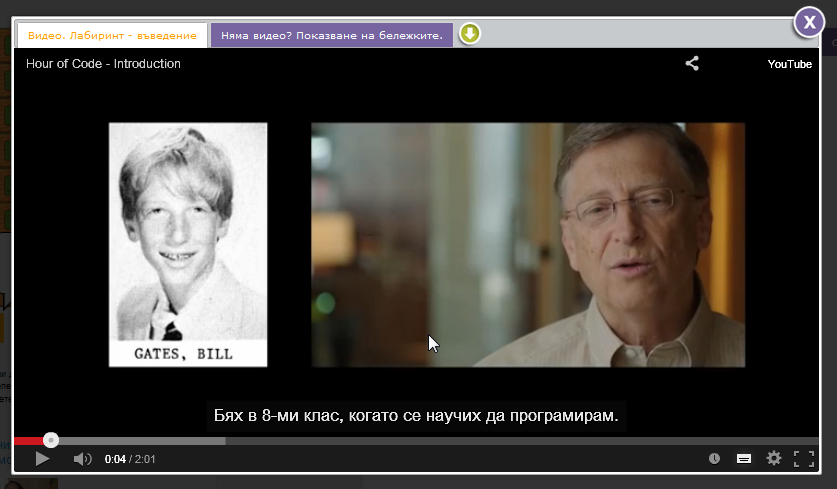 X
Видео. Лабиринт - въведение
Няма видео? Показване на бележките.
Hour of Code - Introduction
YouTube
GATES, BILL
Бях в 8-ми клас, когато се научих да програмирам.
0:04 / 2:01